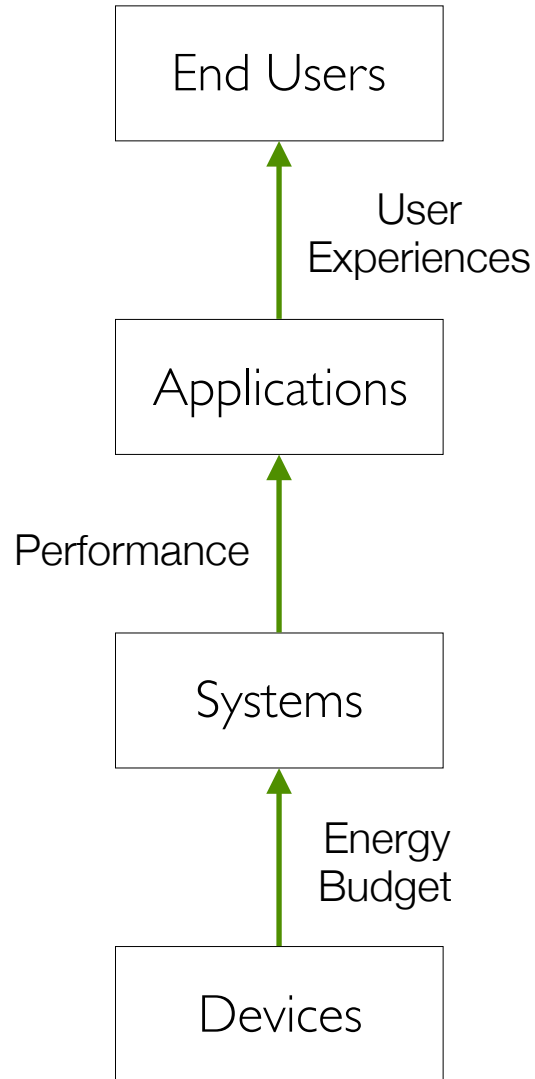 End Users
User
Experiences
Applications
Performance
Systems
Energy
Budget
Devices